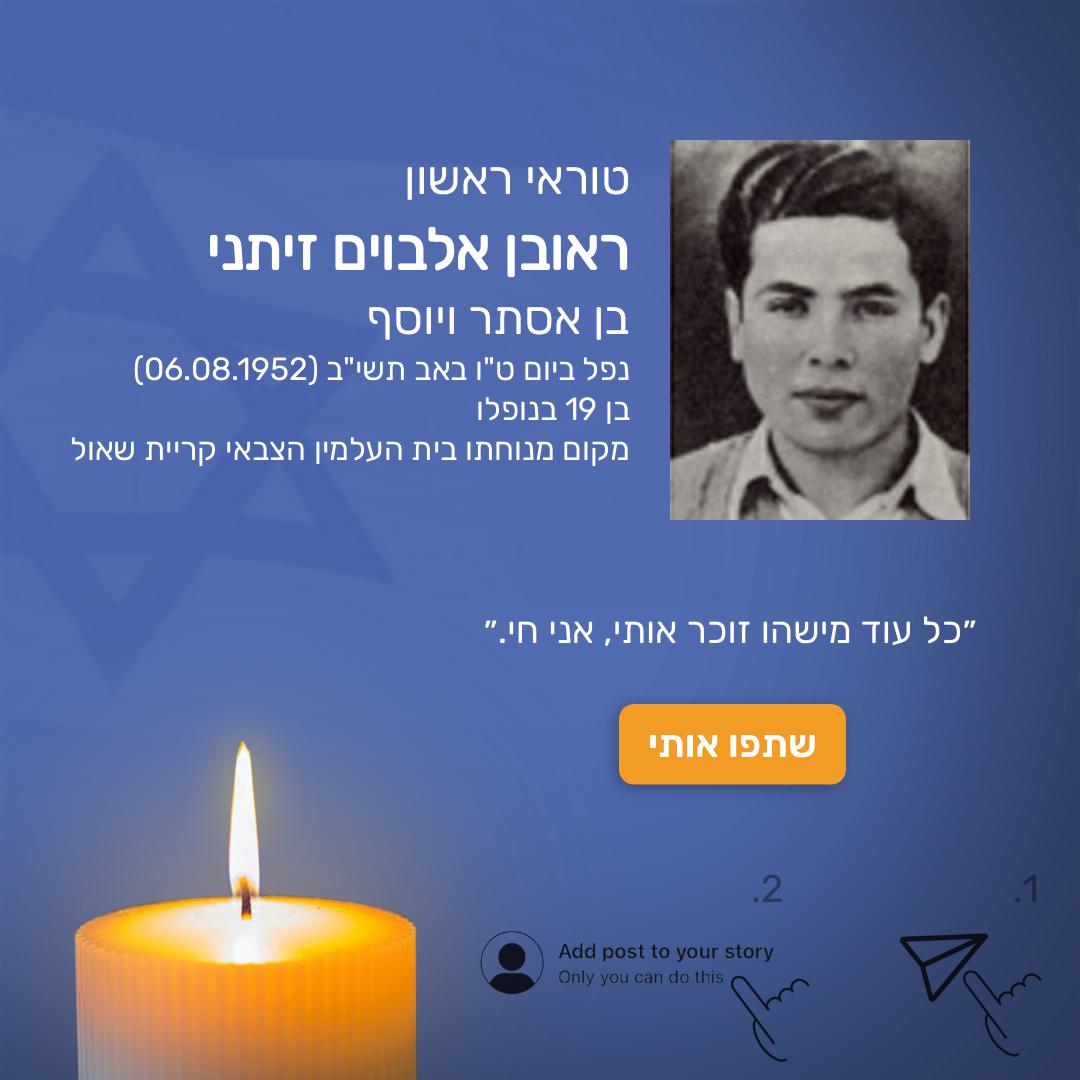 טוראי ראשון
ראובן אלבוים זיתני
בן אסתר ויוסף
נפל ביום ט"ו באב תשי"ב (06.08.1952)
בן 19 בנופלו
מקום מנוחתו בית העלמין הצבאי קריית שאול
״כל עוד מישהו זוכר אותי, אני חי.״
שתפו אותי
.1
.2
Add post to your story
Only you can do this